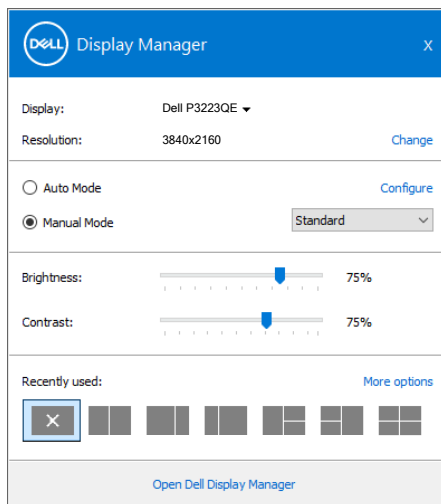 DELL Display Manager X
Display: Dell P3223QE
Resolution: 3840x2160 Change
Auto Mode Configure
Manual Mode Standard
Brightness: 75%
Contrast: 75%
Recently used: More options
Open Dell Display Manager